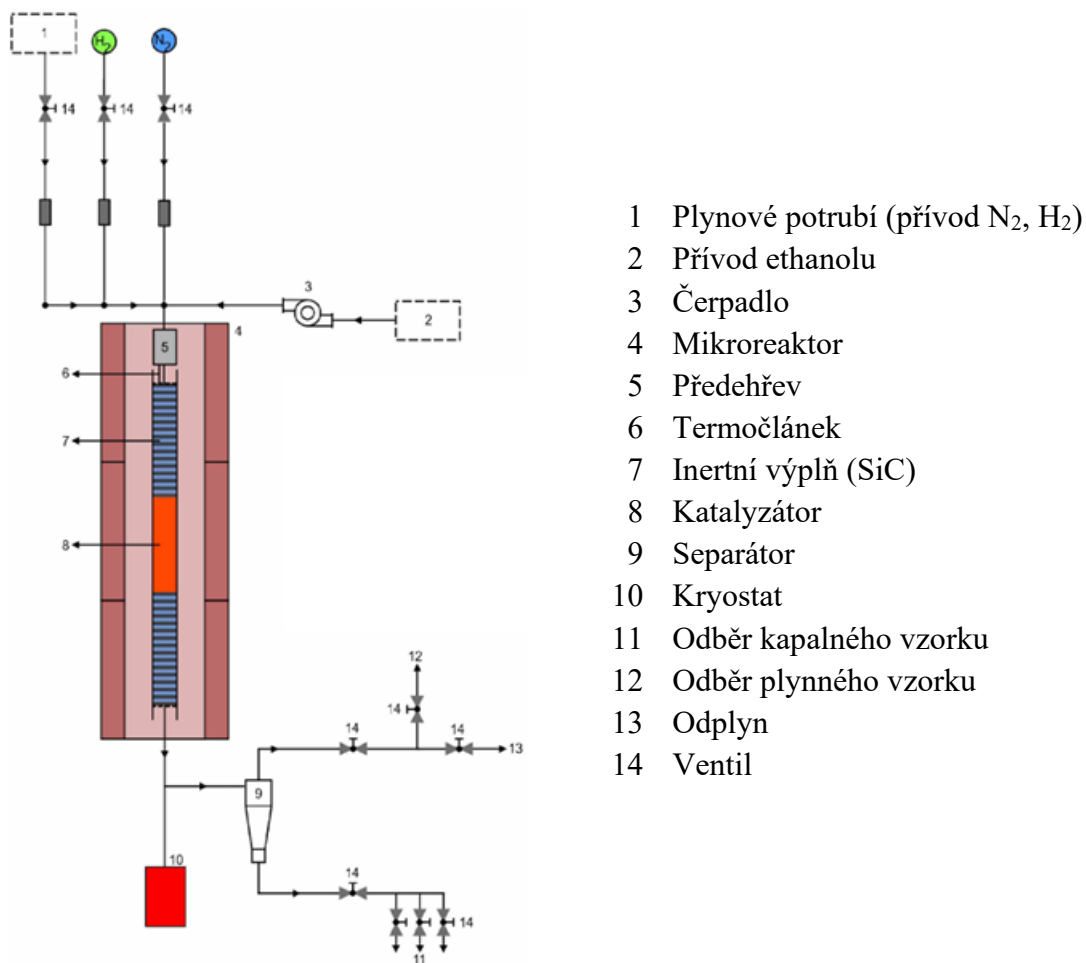 1
H2
N2
14
14
14
3
2
4
5
6
7
8
12
14
14
14
13
9
10
14
14
11
1 Plynové potrubí (přívod N₂, H₂)
2 Přívod ethanolu
3 Čerpadlo
4 Mikroreaktor
5 Předehřev
6 Termočlánek
7 Inertní výplň (SiC)
8 Katalyzátor
9 Separátor
10 Kryostat
11 Odběr kapalného vzorku
12 Odběr plynného vzorku
13 Odplyn
14 Ventil